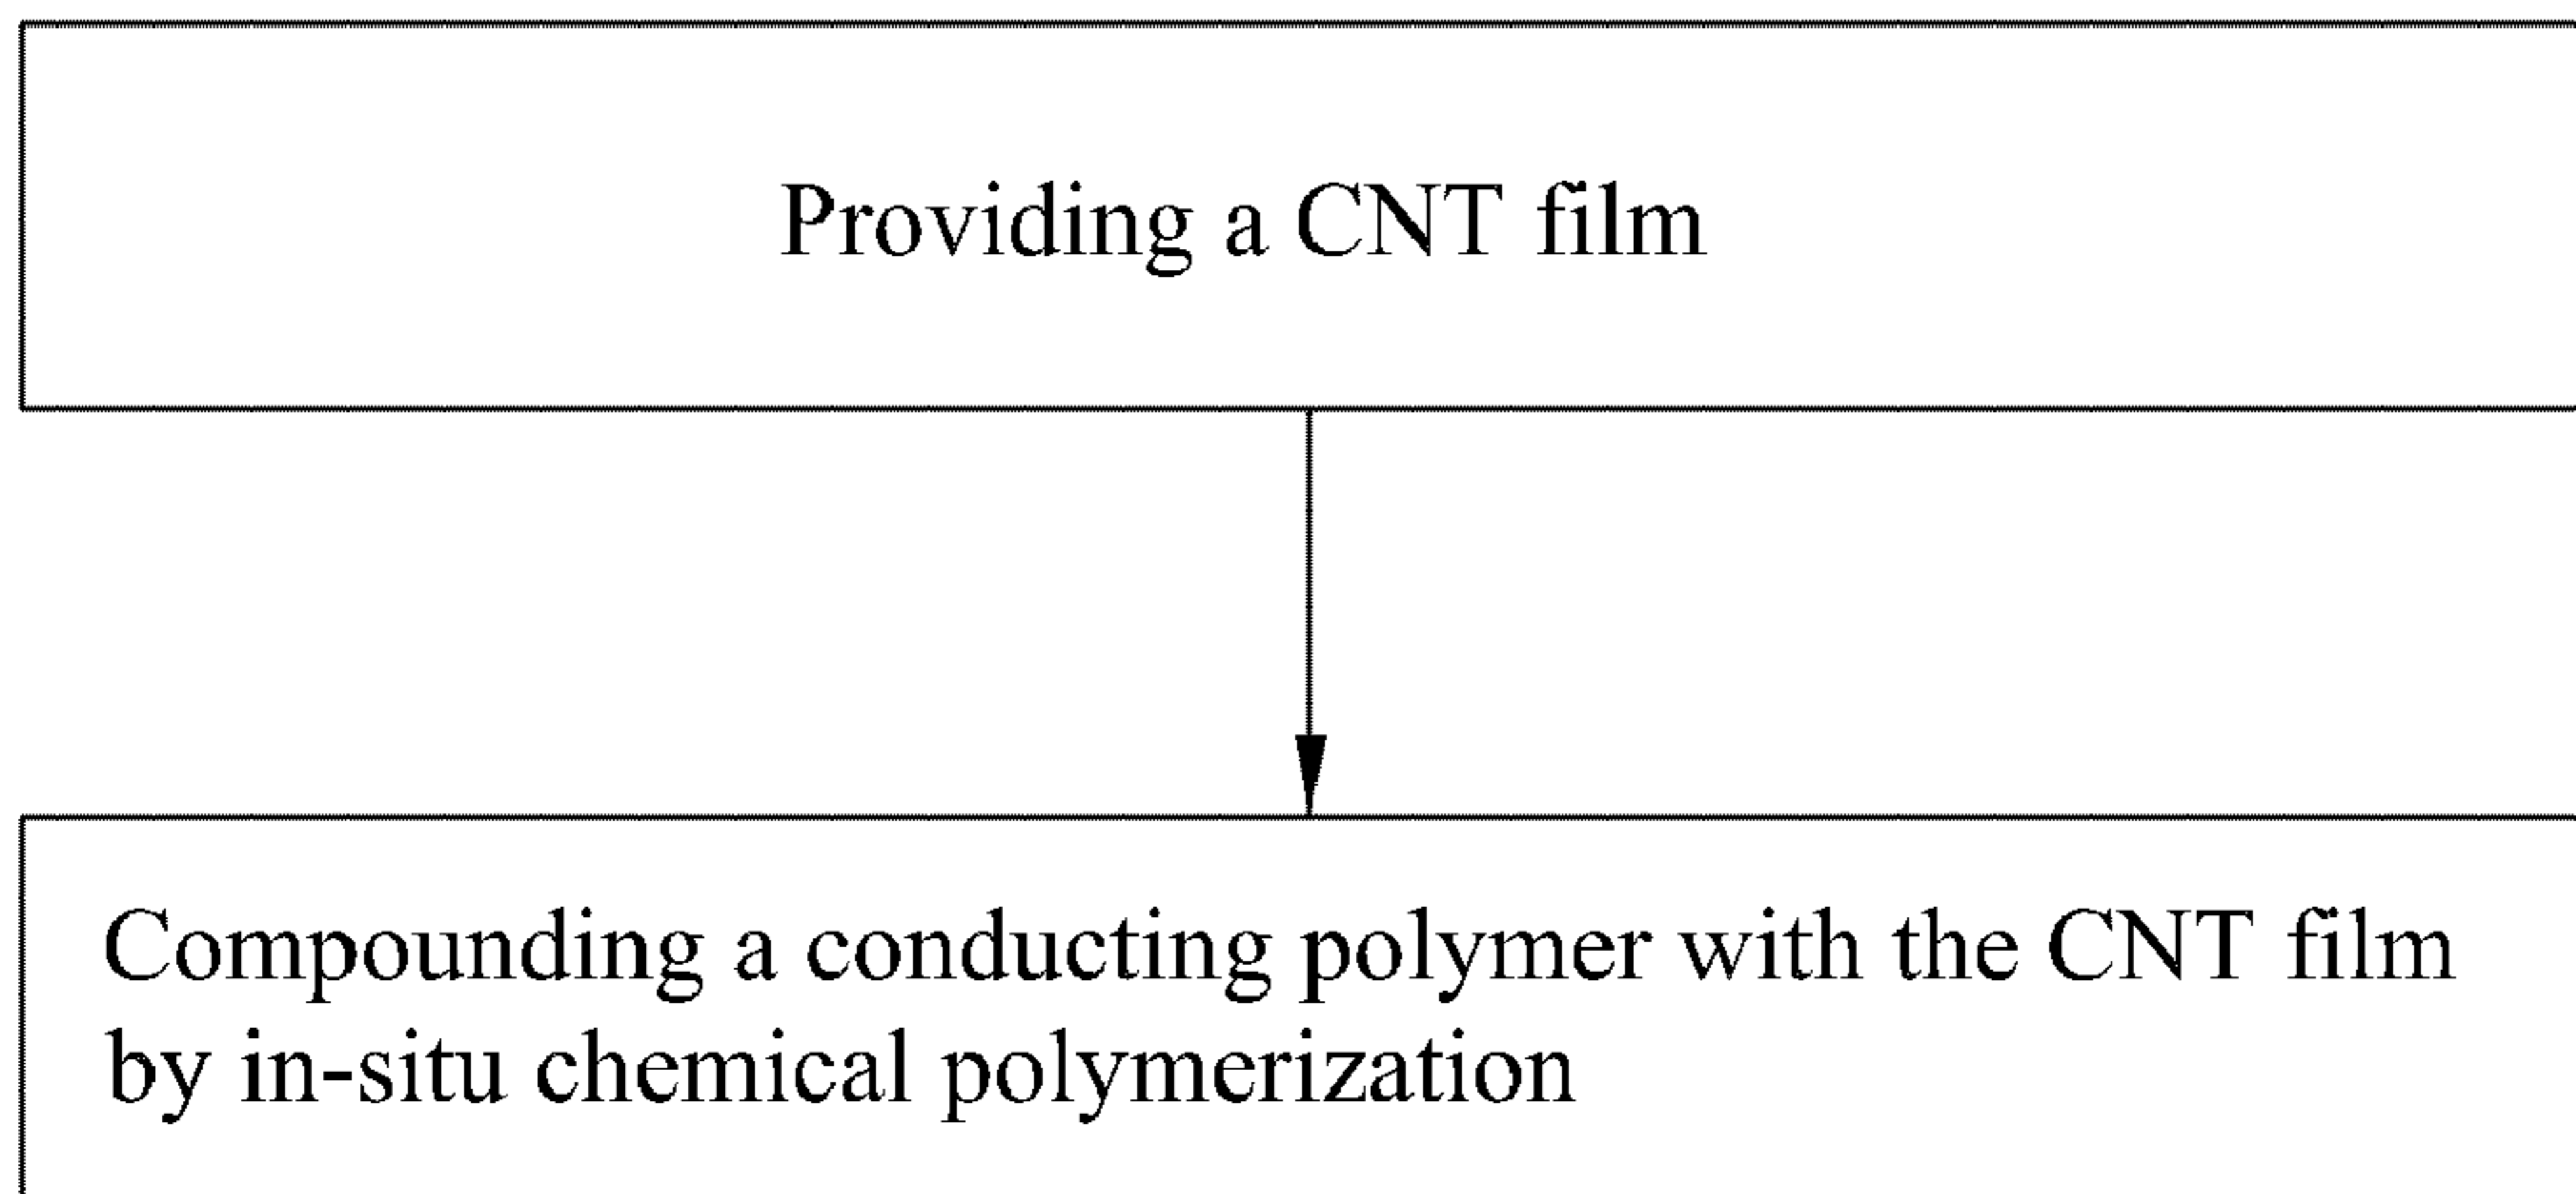 Providing a CNT film
Compounding a conducting polymer with the CNT film
by in-situ chemical polymerization